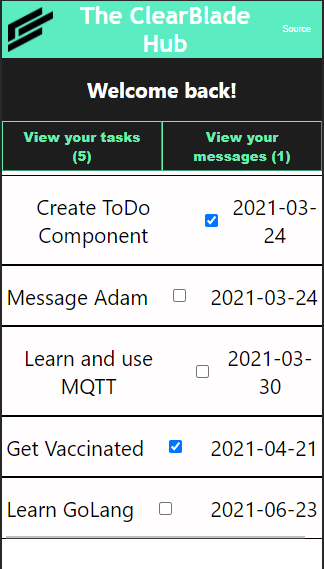 The ClearBlade
Hub
Source
Welcome back!
View your tasks
(5)
View your
messages (1)
Create ToDo
Component
2021-03-
24
Message Adam
2021-03-24
Learn and use
MQTT
2021-03-
30
Get Vaccinated
2021-04-21
Learn GoLang
2021-06-23